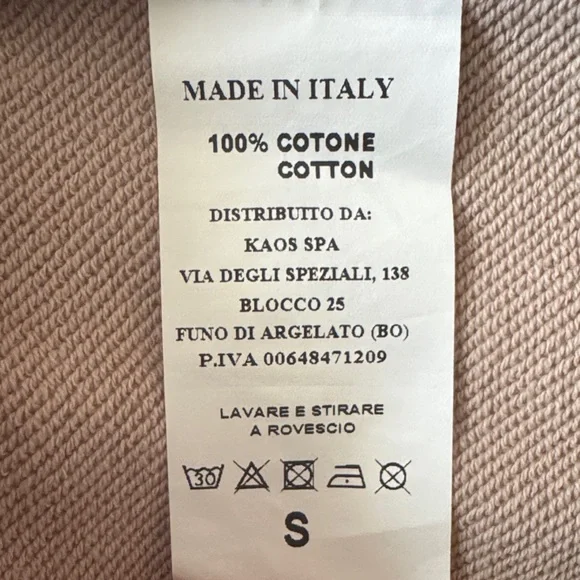 MADE IN ITALY
100% COTONE
COTTON
DISTRIBUITO DA:
KAOS SPA
VIA DEGLI SPEZIALI, 138
BLOCCO 25
FUNO DI ARGELATO (BO)
P.IVA 00648471209
LAVARE E STIRARE
A ROVESCIO
30
S